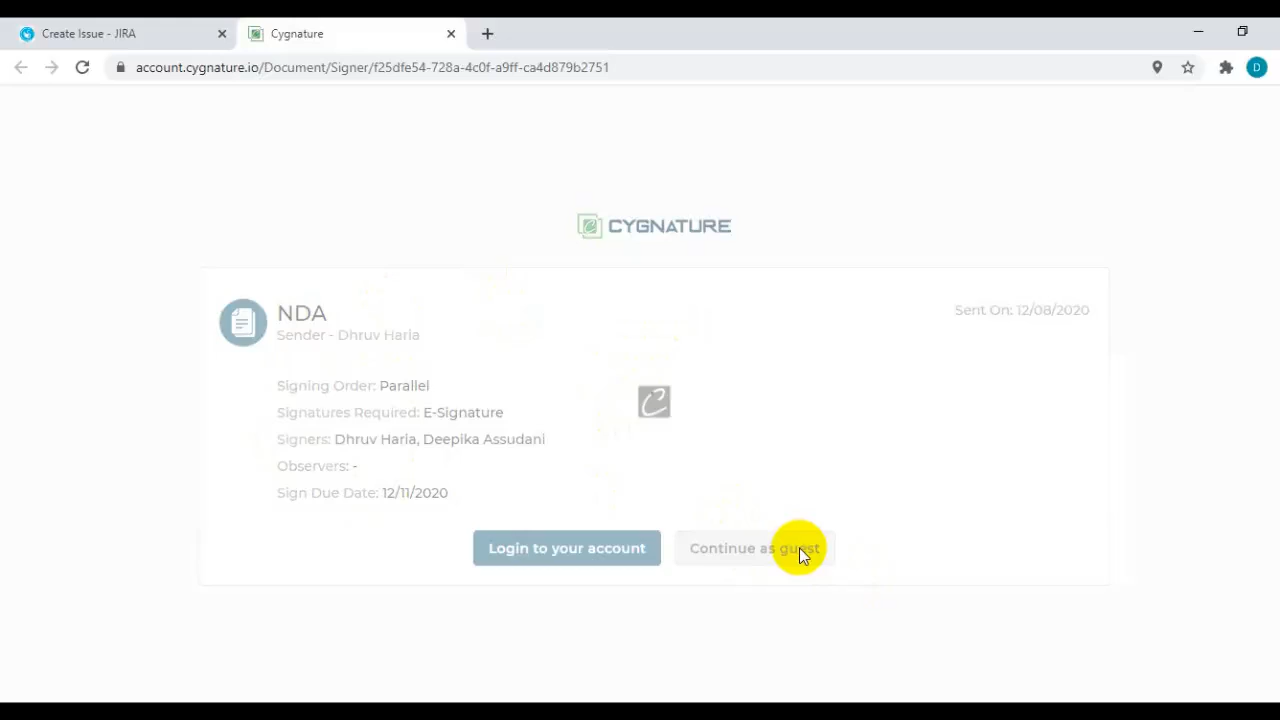 Create Issue - JIRA
Cygnature
account.cygnature.io/Document/Signer/f25dfe54-728a-4c0f-a9ff-ca4d879b2751
D
CYGNATURE
NDA
Sent On: 12/08/2020
Sender - Dhruv Haria
Signing Order: Parallel
Signatures Required: E-Signature
Signers: Dhruv Haria, Deepika Assudani
Observers: -
Sign Due Date: 12/11/2020
Login to your account
Continue as guest